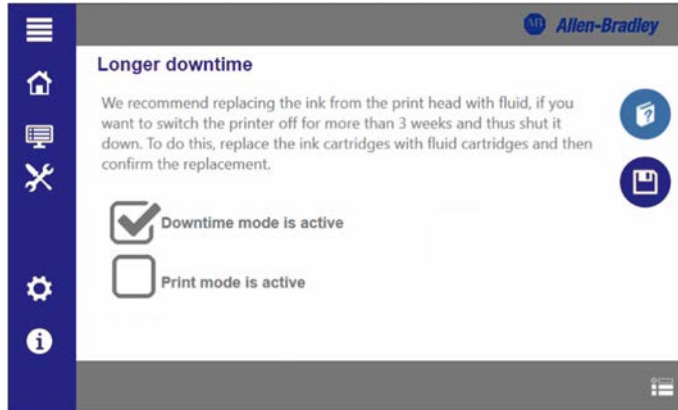 AB Allen-Bradley
Longer downtime
We recommend replacing the ink from the print head with fluid, if you
want to switch the printer off for more than 3 weeks and thus shut it
down. To do this, replace the ink cartridges with fluid cartridges and then
confirm the replacement.
Downtime mode is active
Print mode is active